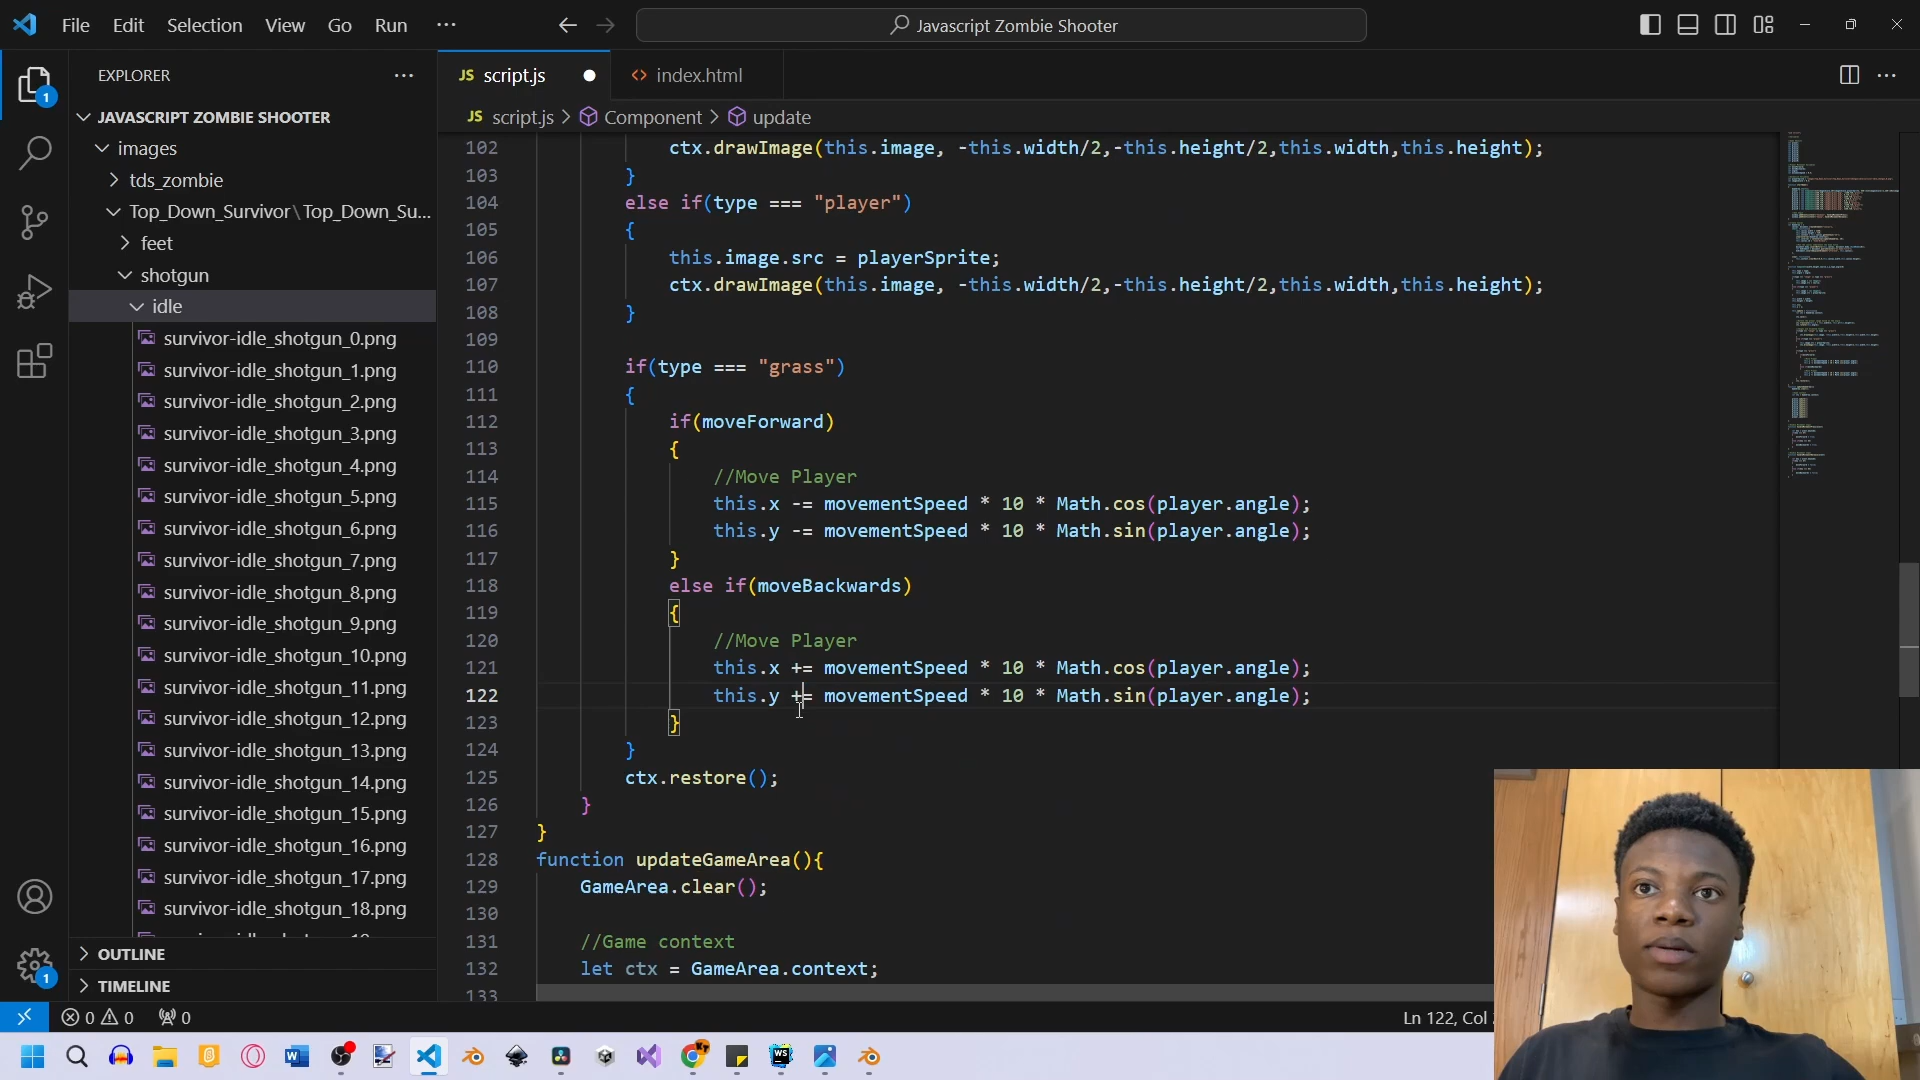 File Edit Selection View Go Run ···
Javascript Zombie Shooter
EXPLORER
JAVASCRIPT ZOMBIE SHOOTER
images
tds_zombie
Top_Down_Survivor\Top_Down_Su...
feet
shotgun
idle
survivor-idle_shotgun_0.png
survivor-idle_shotgun_1.png
survivor-idle_shotgun_2.png
survivor-idle_shotgun_3.png
survivor-idle_shotgun_4.png
survivor-idle_shotgun_5.png
survivor-idle_shotgun_6.png
survivor-idle_shotgun_7.png
survivor-idle_shotgun_8.png
survivor-idle_shotgun_9.png
survivor-idle_shotgun_10.png
survivor-idle_shotgun_11.png
survivor-idle_shotgun_12.png
survivor-idle_shotgun_13.png
survivor-idle_shotgun_14.png
survivor-idle_shotgun_15.png
survivor-idle_shotgun_16.png
survivor-idle_shotgun_17.png
survivor-idle_shotgun_18.png
OUTLINE
TIMELINE
JS script.js
<> index.html
JS script.js > Component > update
102 ctx.drawImage(this.image, -this.width/2,-this.height/2,this.width,this.height);
103 }
104 else if(type === "player")
105 {
106 this.image.src = playerSprite;
107 ctx.drawImage(this.image, -this.width/2,-this.height/2,this.width,this.height);
108 }
109
110 if(type === "grass")
111 {
112 if(moveForward)
113 {
114 //Move Player
115 this.x -= movementSpeed * 10 * Math.cos(player.angle);
116 this.y -= movementSpeed * 10 * Math.sin(player.angle);
117 }
118 else if(moveBackwards)
119 {
120 //Move Player
121 this.x += movementSpeed * 10 * Math.cos(player.angle);
122 this.y += movementSpeed * 10 * Math.sin(player.angle);
123 }
124 }
125 ctx.restore();
126 }
127 }
128 function updateGameArea(){
129 GameArea.clear();
130
131 //Game context
132 let ctx = GameArea.context;
133
1
1
0 0 0
Ln 122, Col